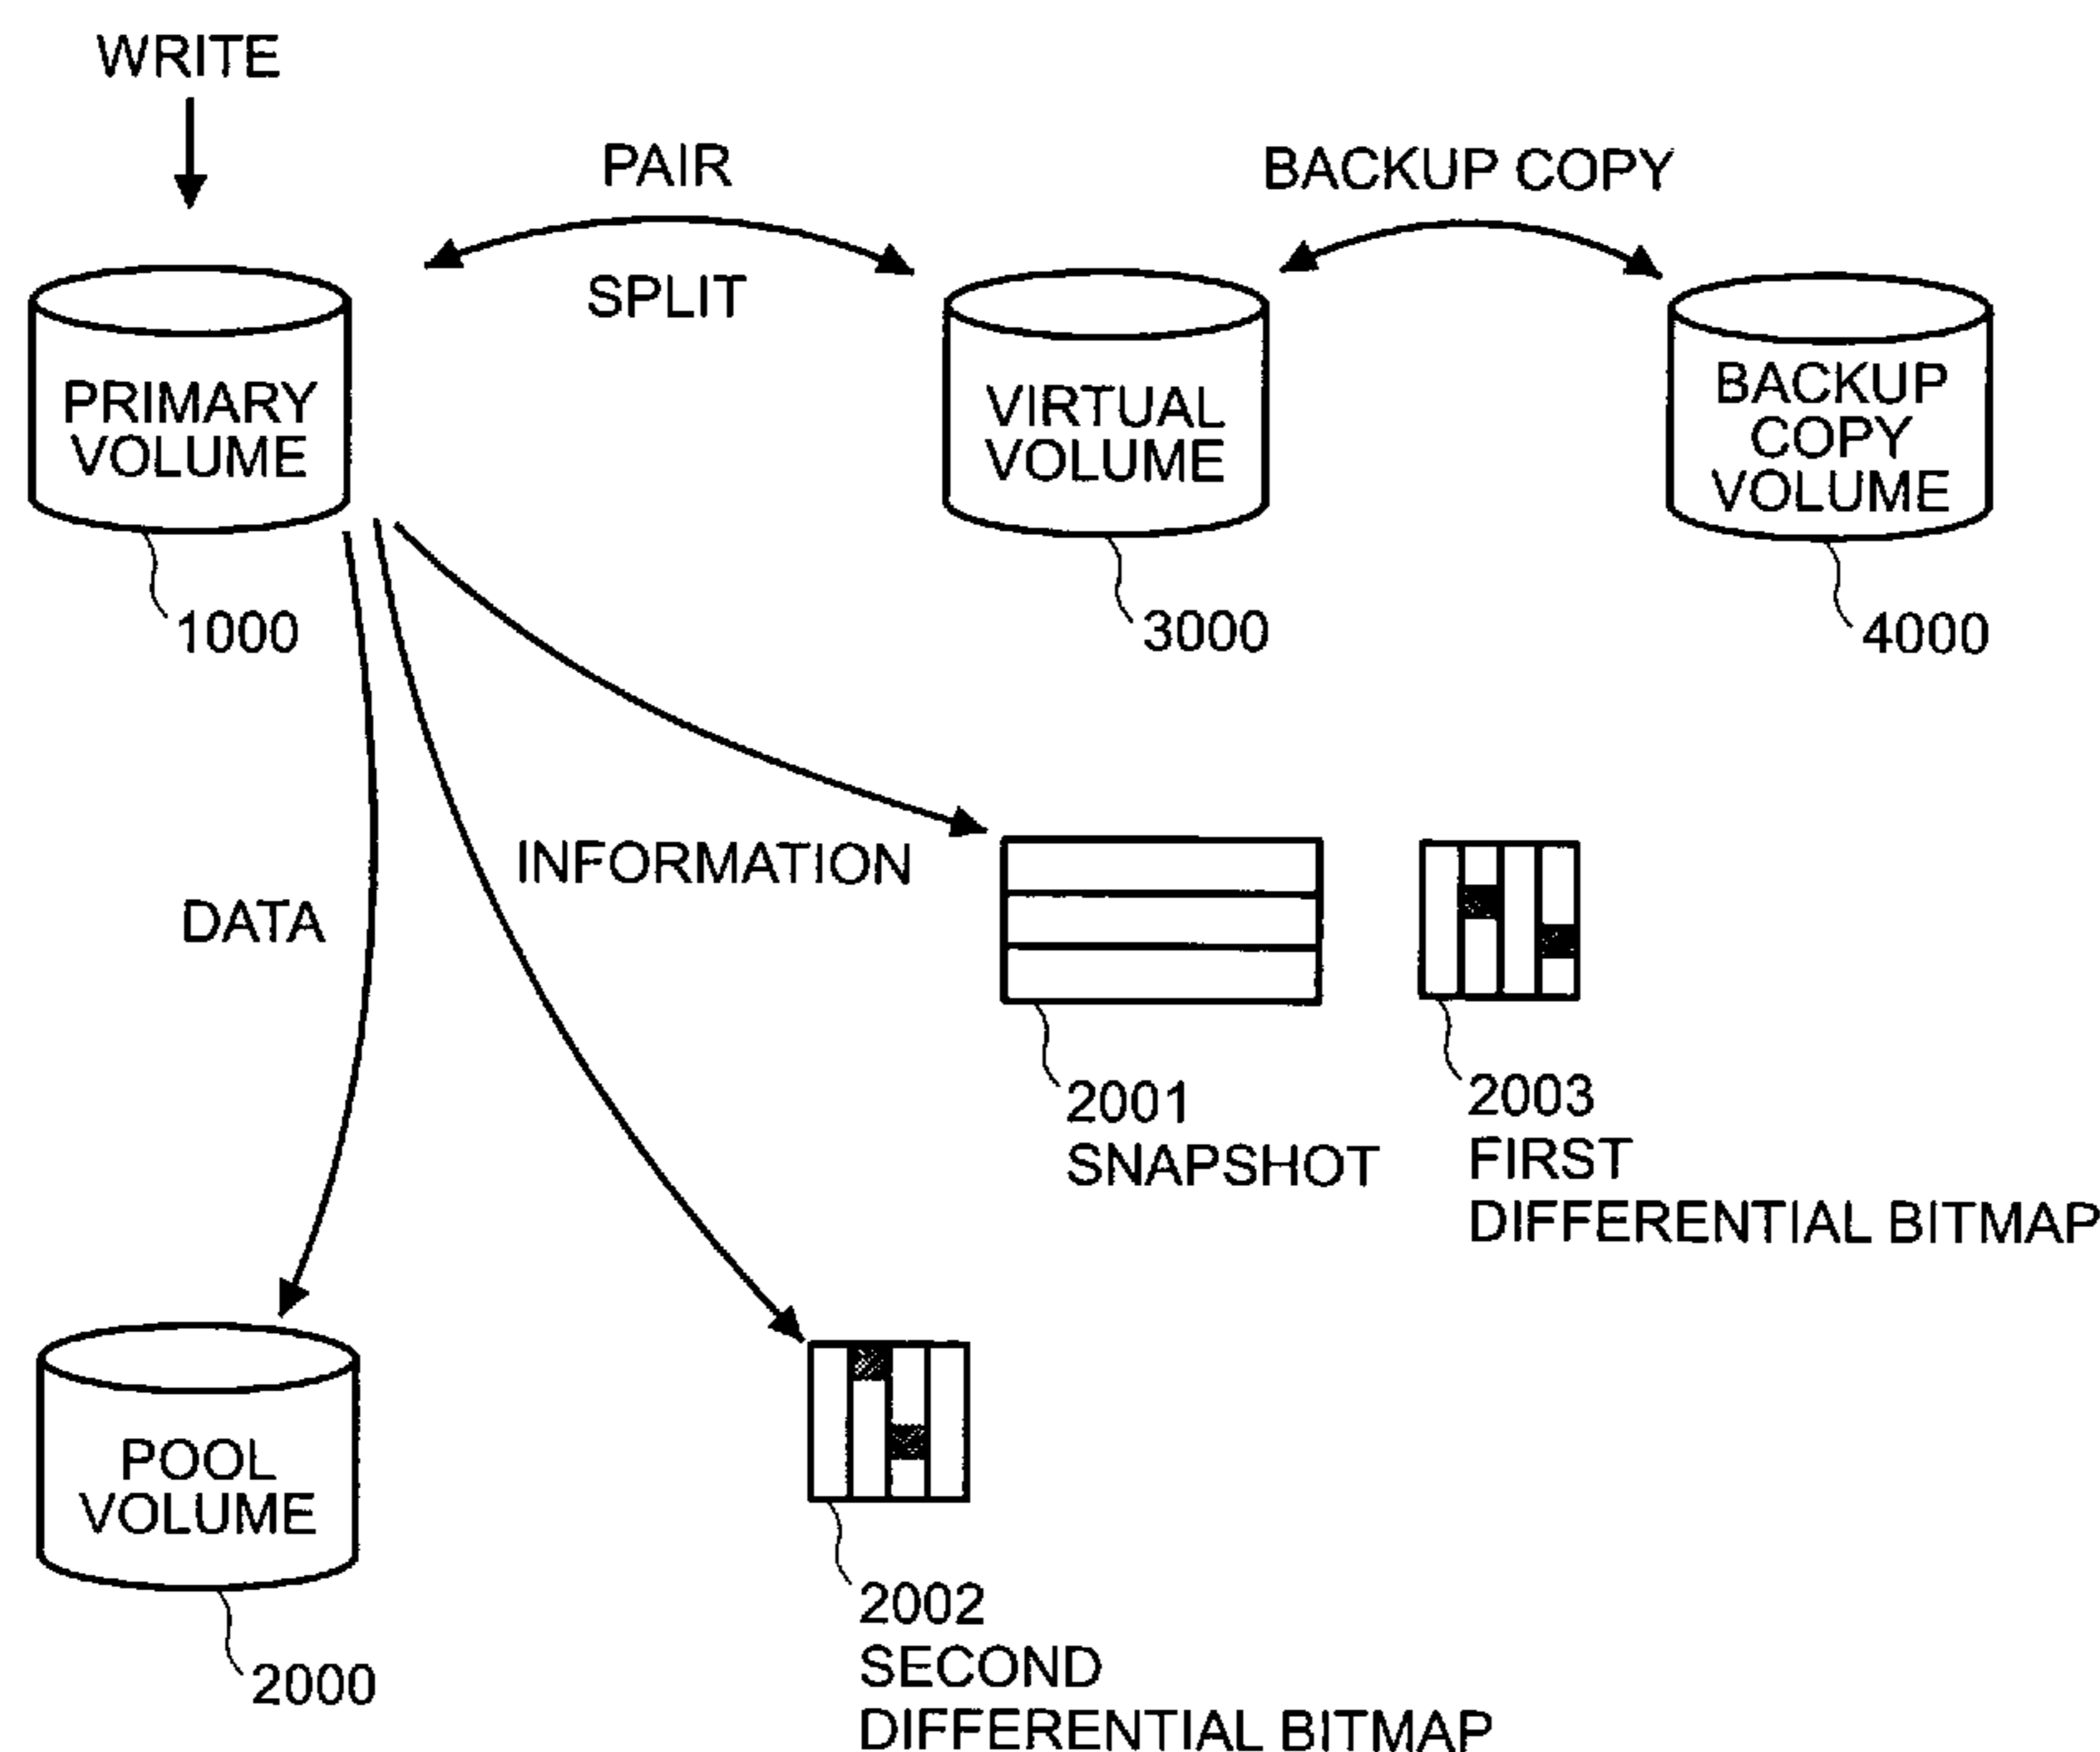 WRITE
PAIR
SPLIT
BACKUP COPY
PRIMARY
VOLUME
1000
VIRTUAL
VOLUME
3000
BACKUP
COPY
VOLUME
4000
INFORMATION
DATA
2001
SNAPSHOT
2003
FIRST
DIFFERENTIAL BITMAP
POOL
VOLUME
2000
2002
SECOND
DIFFERENTIAL BITMAP